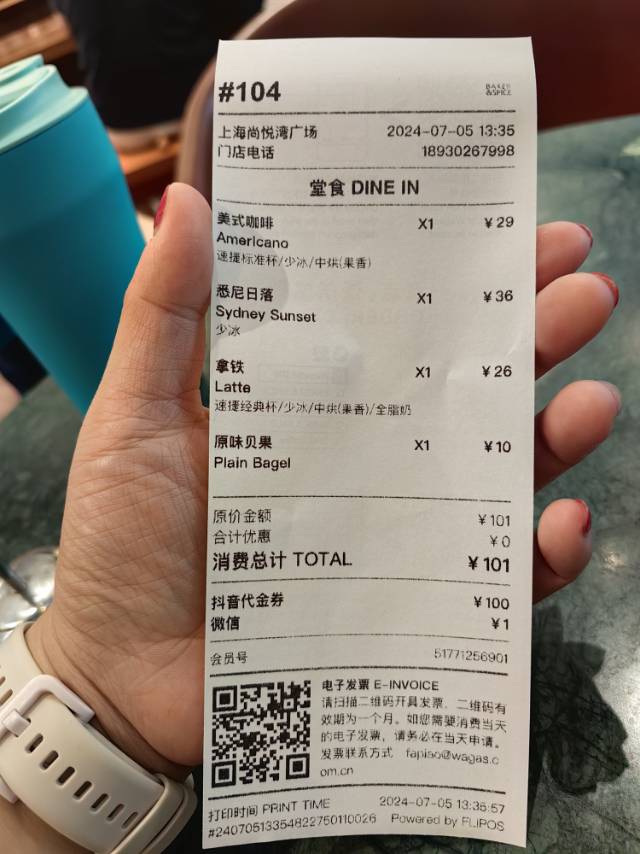 #104
BAKER
&SPICE
上海尚悦湾广场 2024-07-05 13:35
门店电话 18930267998
堂食 DINE IN
美式咖啡 X1 ¥29
Americano
速提标准杯/少冰/中烘(果香)
悉尼日落 X1 ¥36
Sydney Sunset
少冰
拿铁 X1 ¥26
Latte
速提经典杯/少冰/中烘(果香)/全脂奶
原味贝果 X1 ¥10
Plain Bagel
原价金额 ¥101
合计优惠 ¥0
消费总计 TOTAL ¥101
抖音代金券 ¥100
微信 ¥1
会员号 51771256901
电子发票 E-INVOICE
请扫描二维码开具发票，二维码有
效期为一个月。如您需要消费当天
的电子发票，请务必在当天申请。
发票联系方式 fapiao@wagas.c
om.cn
打印时间 PRINT TIME 2024-07-05 13:35:57
#24070513354822750110026 Powered by FLIPOS